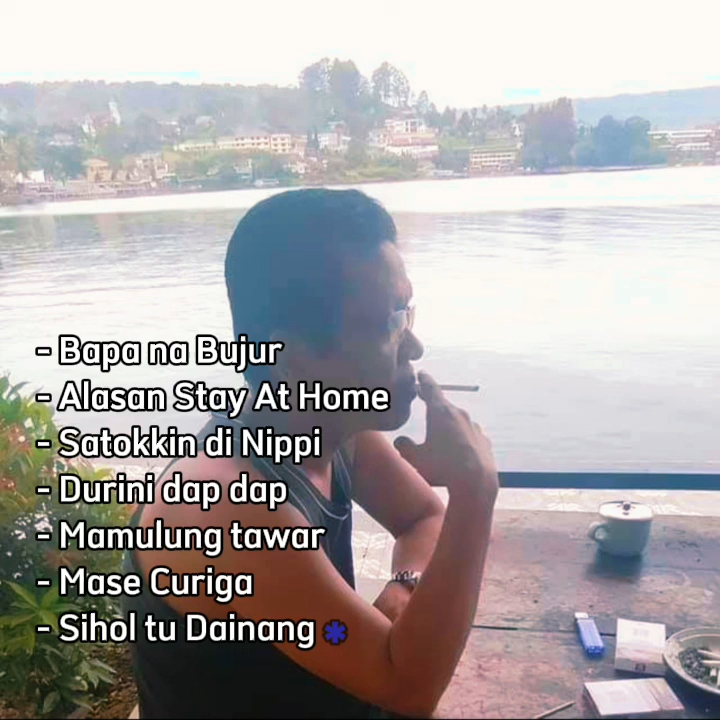 - Bapa na Bujur
- Alasan Stay At Home
- Satokkin di Nippi
- Durini dap dap
- Mamulung tawar
- Mase Curiga
- Sihol tu Dainang *